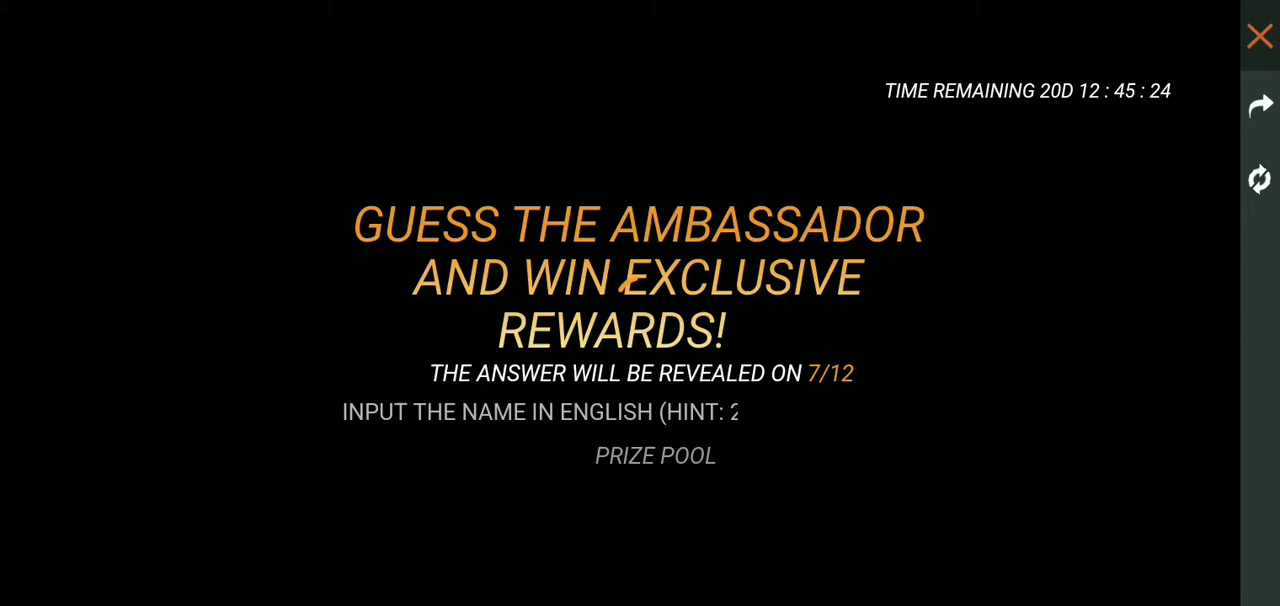 TIME REMAINING 20D 12 : 45 : 24
GUESS THE AMBASSADOR
AND WIN EXCLUSIVE
REWARDS!
THE ANSWER WILL BE REVEALED ON 7/12
INPUT THE NAME IN ENGLISH (HINT: 2
PRIZE POOL